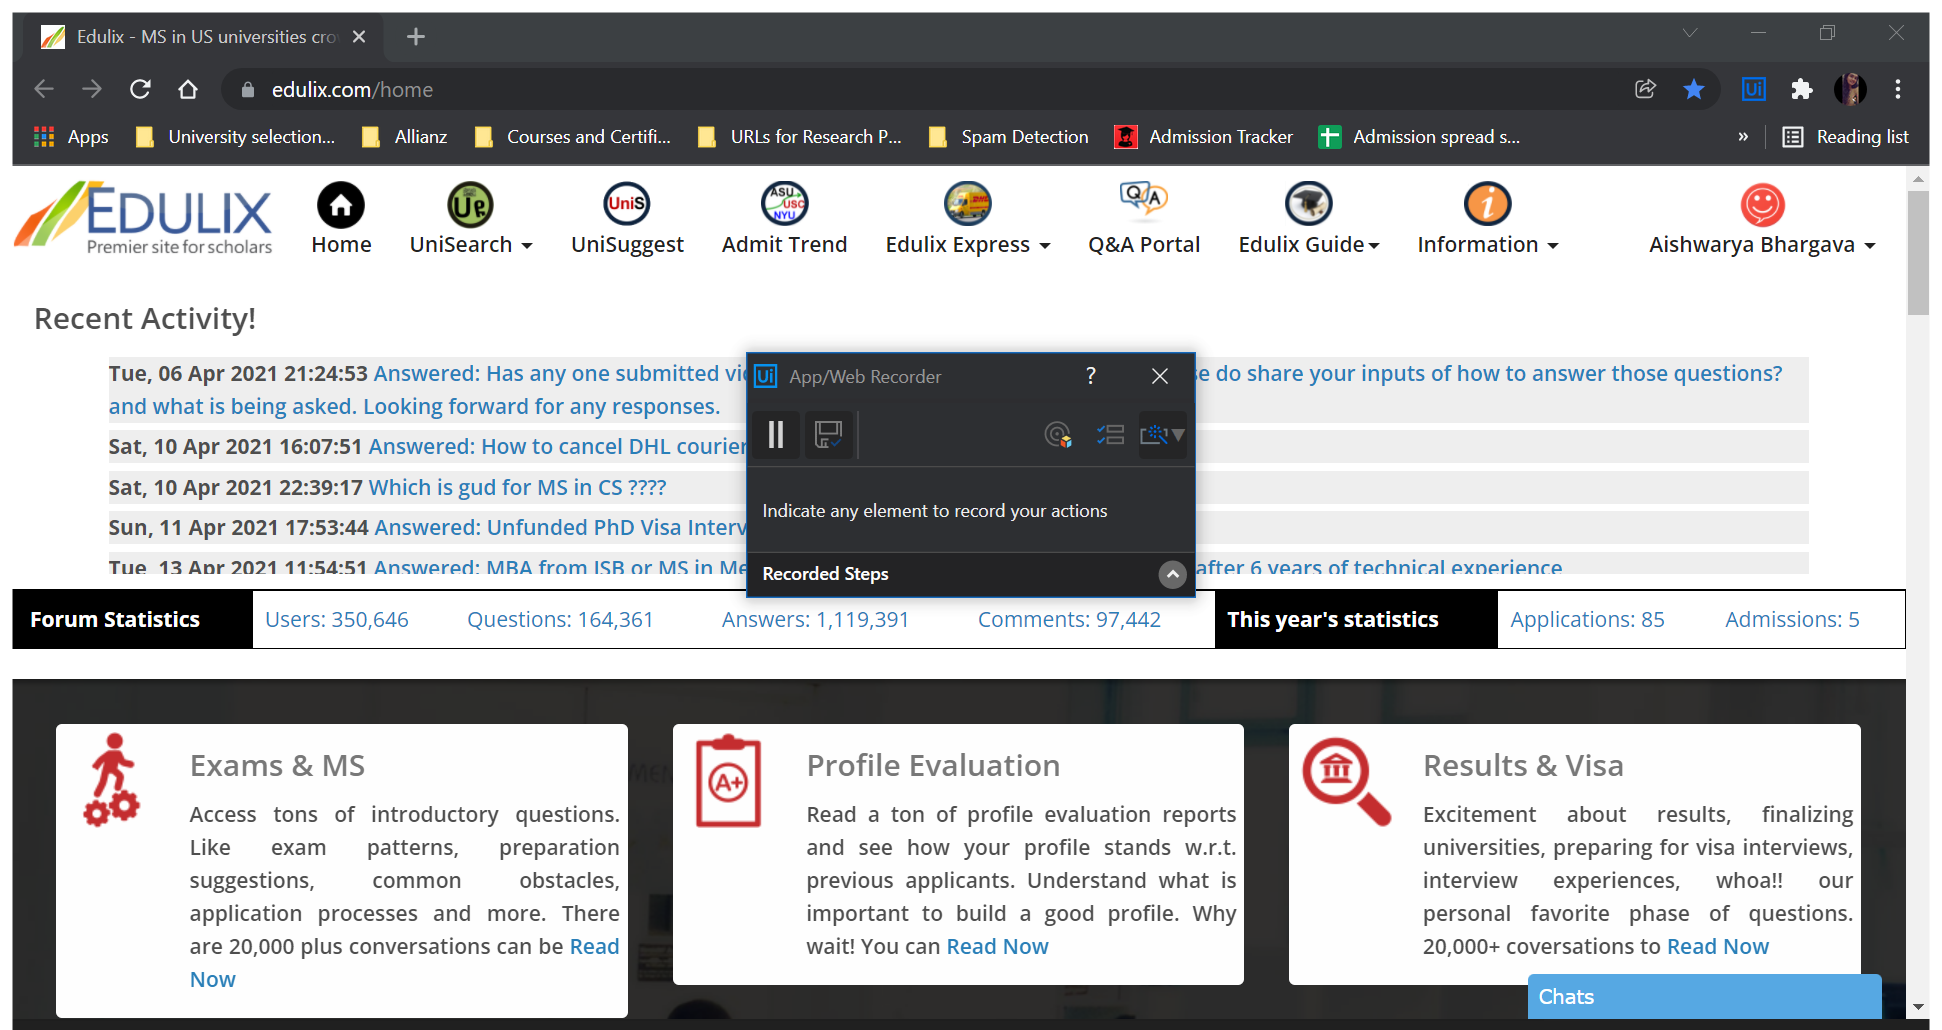 Edulix - MS in US universities cro
edulix.com/home
Ui
Apps University selection... Allianz Courses and Certifi... URLs for Research P... Spam Detection Admission Tracker Admission spread s... » Reading list
EDULIX
Premier site for scholars
UniS
ASU
USC
NYU
Q A
Home UniSearch UniSuggest Admit Trend Edulix Express Q&A Portal Edulix Guide Information Aishwarya Bhargava
Recent Activity!
Tue, 06 Apr 2021 21:24:53 Answered: Has any one submitted vi
e do share your inputs of how to answer those questions?
and what is being asked. Looking forward for any responses.
Sat, 10 Apr 2021 16:07:51 Answered: How to cancel DHL courier
Sat, 10 Apr 2021 22:39:17 Which is gud for MS in CS ????
Sun, 11 Apr 2021 17:53:44 Answered: Unfunded PhD Visa Interv
Tue, 13 Apr 2021 11:54:51 Answered: MBA from ISB or MS in Me
after 6 years of technical experience
Ui App/Web Recorder ?
Indicate any element to record your actions
Recorded Steps
Forum Statistics Users: 350,646 Questions: 164,361 Answers: 1,119,391 Comments: 97,442 This year's statistics Applications: 85 Admissions: 5
Exams & MS
Access tons of introductory questions.
Like exam patterns, preparation
suggestions, common obstacles,
application processes and more. There
are 20,000 plus conversations can be Read
Now
A+
Profile Evaluation
Read a ton of profile evaluation reports
and see how your profile stands w.r.t.
previous applicants. Understand what is
important to build a good profile. Why
wait! You can Read Now
Results & Visa
Excitement about results, finalizing
universities, preparing for visa interviews,
interview experiences, whoa!! our
personal favorite phase of questions.
20,000+ coversations to Read Now
Chats